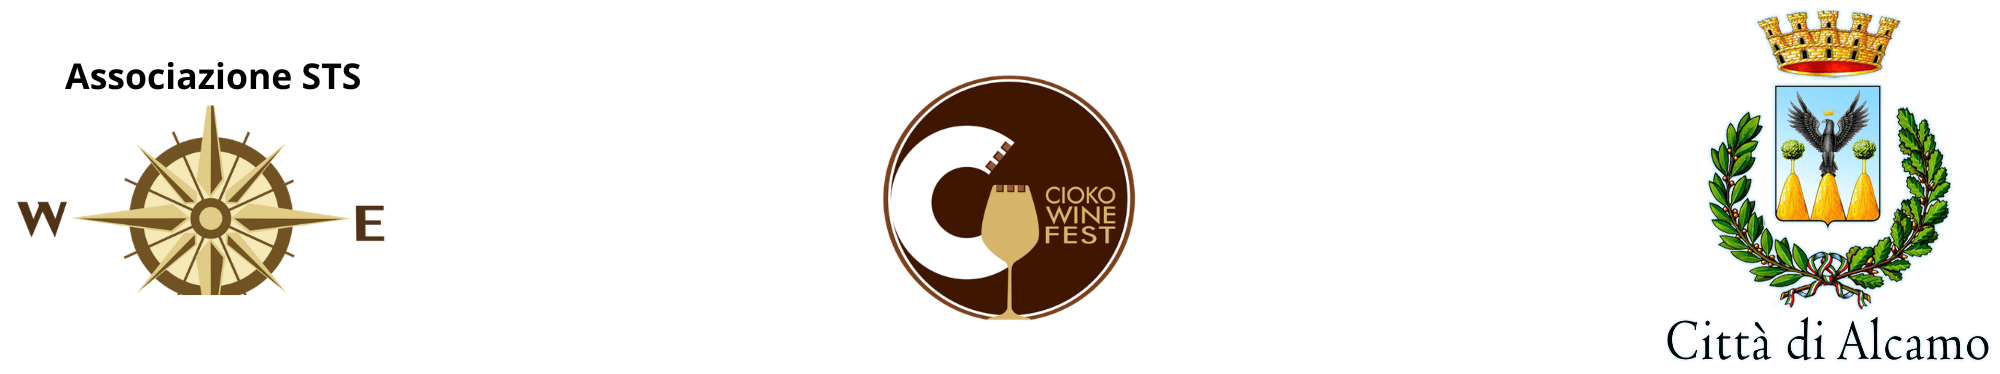 Associazione STS
W
E
CIOKO
WINE
FEST
Città di Alcamo